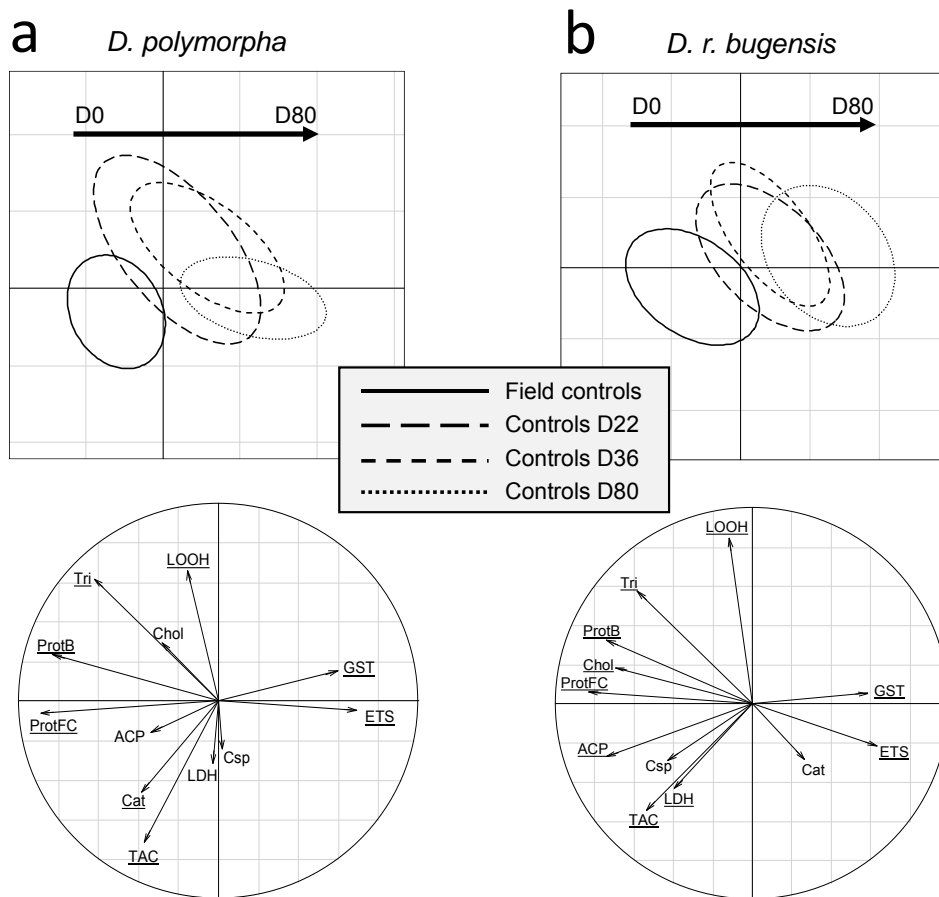 a
D. polymorpha
b
D. r. bugensis
D0
D80
D0
D80
Field controls
Controls D22
Controls D36
Controls D80
LOOH
Tri
Chol
ProtB
GST
ProtFC
ETS
ACP
Csp
LDH
Cat
TAC
LOOH
Tri
ProtB
Chol
ProtFC
GST
ACP
ETS
Csp
Cat
LDH
TAC